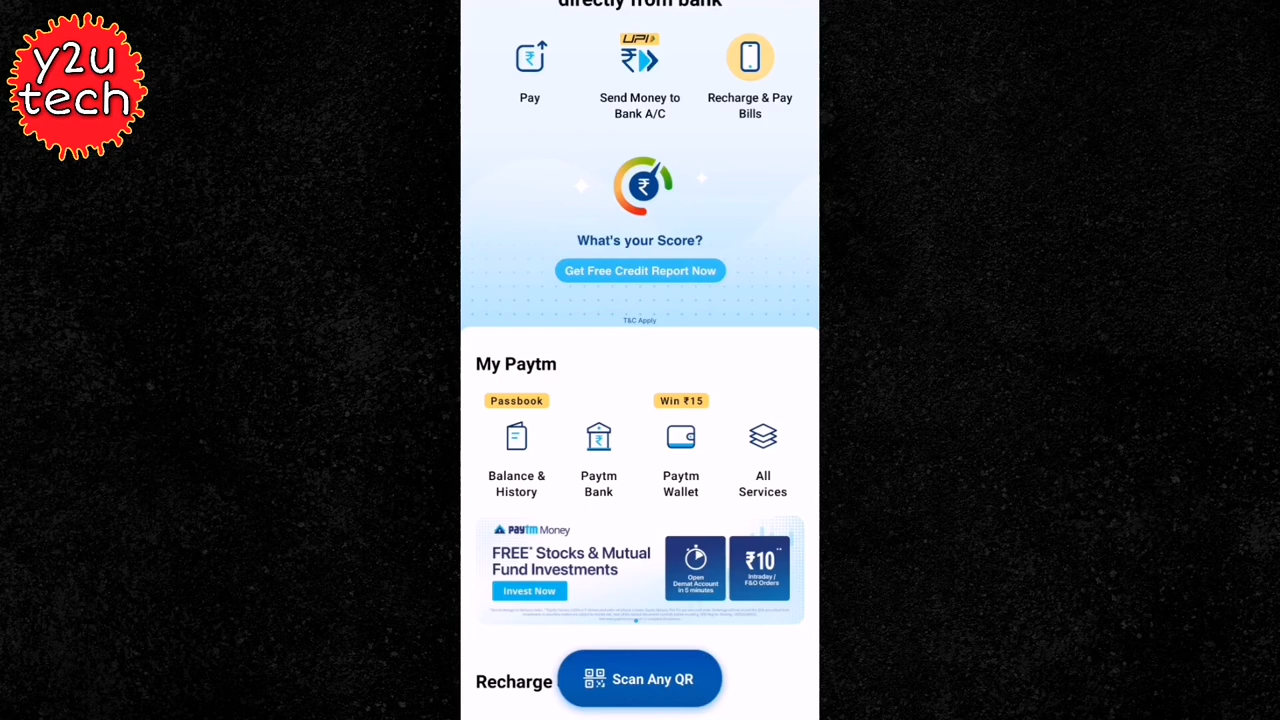 y2u
tech
directly from bank
UPI
Pay
Send Money to
Bank A/C
Recharge & Pay
Bills
What's your Score?
Get Free Credit Report Now
T&C Apply
My Paytm
Passbook
Win ₹15
Balance &
History
Paytm
Bank
Paytm
Wallet
All
Services
paytm Money
FREE* Stocks & Mutual
Fund Investments
Invest Now
Open
Demat Account
in 5 minutes
₹10**
Intraday /
F&O Orders
Recharge
Scan Any QR